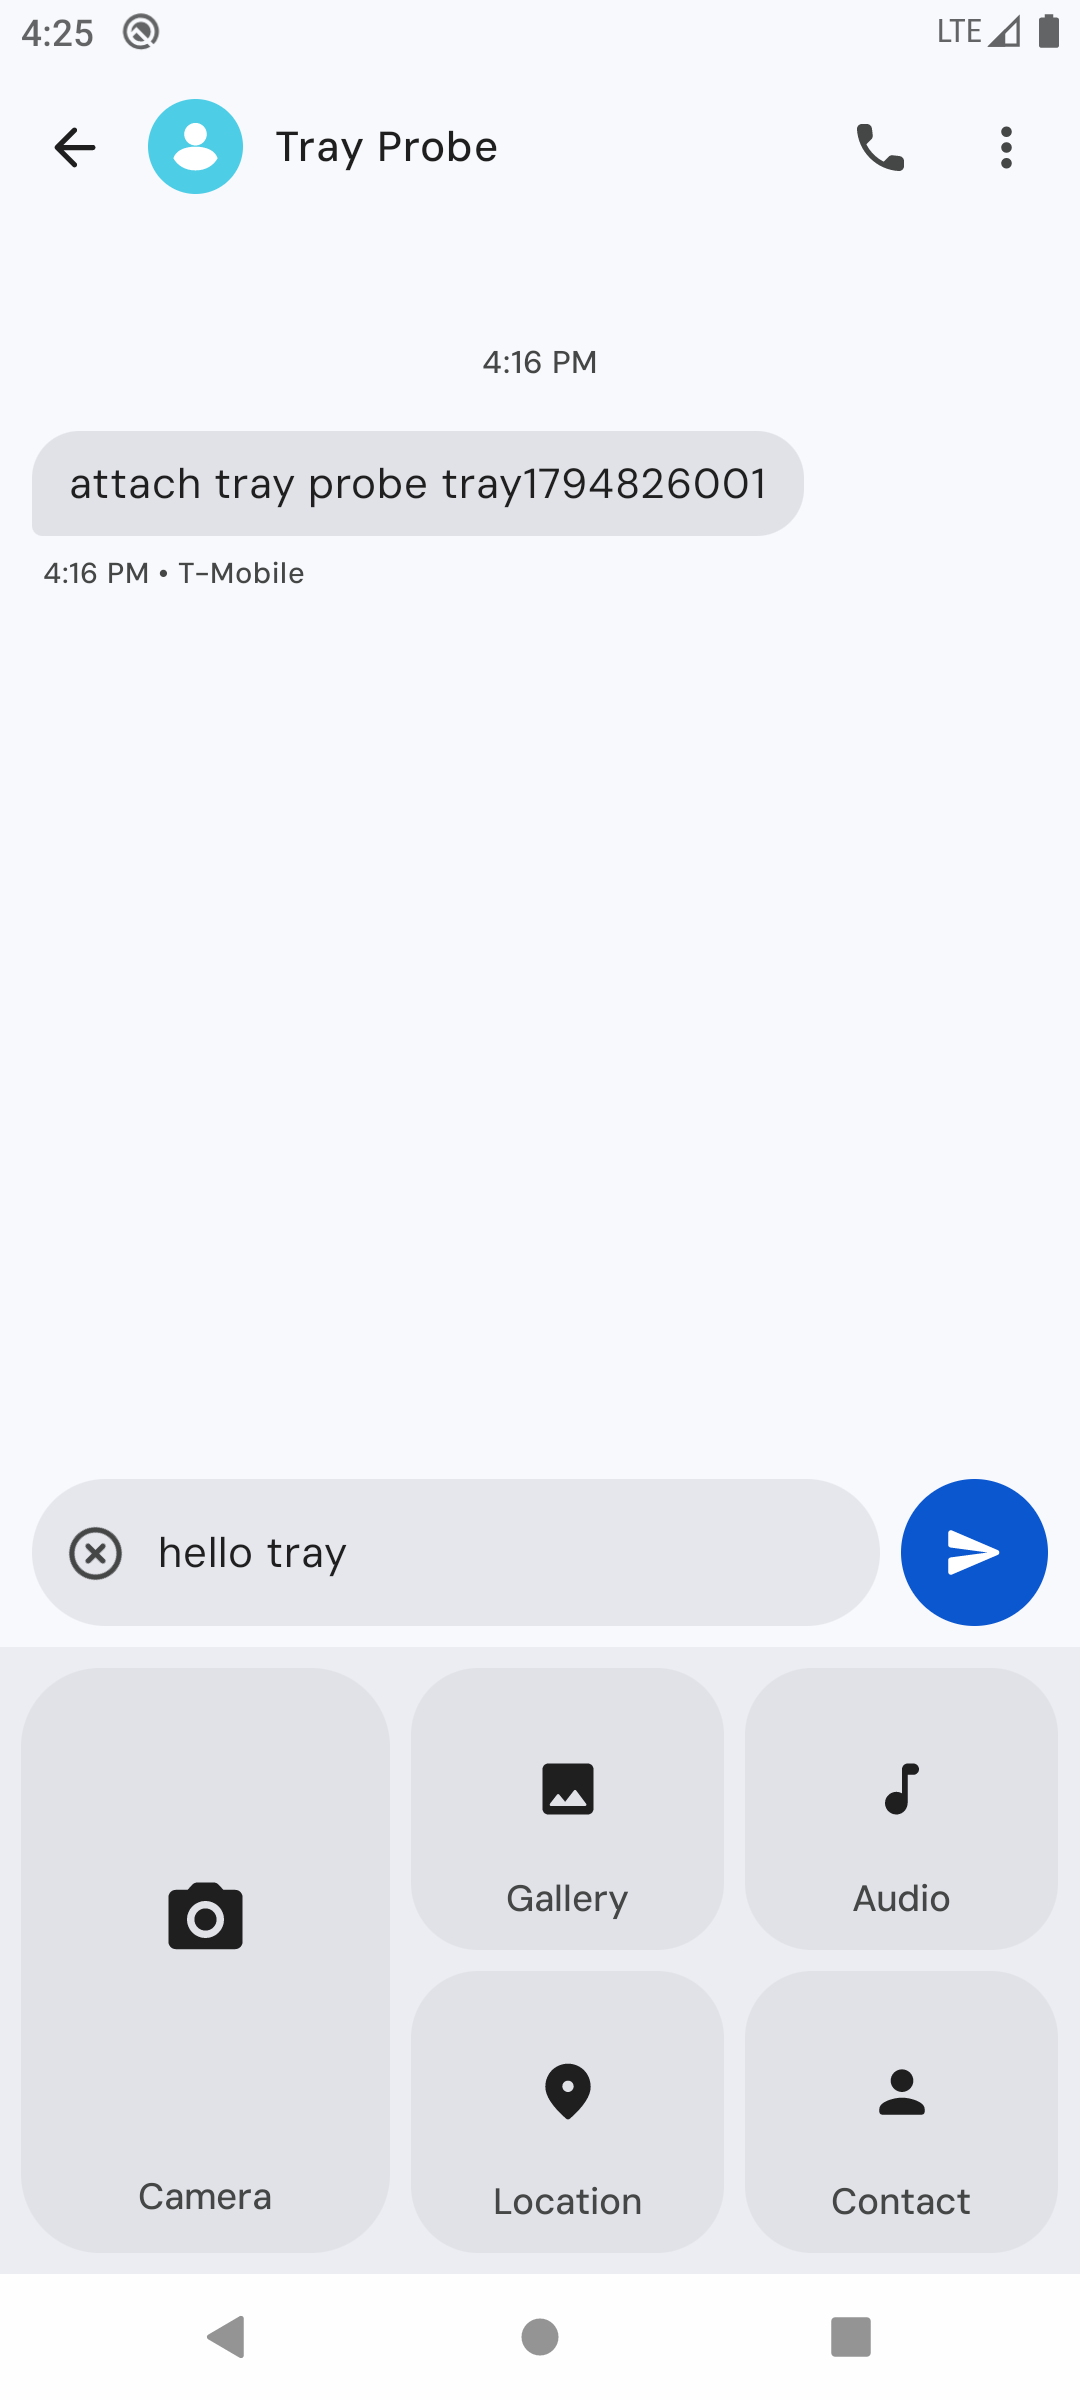 4:25
LTE
Tray Probe
4:16 PM
attach tray probe tray1794826001
4:16 PM • T-Mobile
hello tray
Gallery
Audio
Camera
Location
Contact